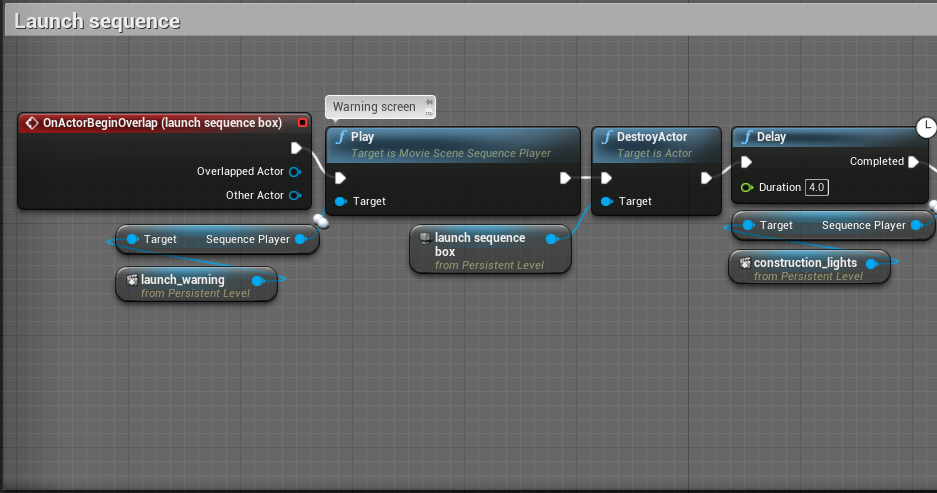 Launch sequence
Warning screen
OnActorBeginOverlap (launch sequence box)
Overlapped Actor
Other Actor
Target Sequence Player
launch_warning
from Persistent Level
Play
Target is Movie Scene Sequence Player
Target
launch sequence
box
from Persistent Level
DestroyActor
Target is Actor
Target
Delay
Completed
Duration 4.0
Target Sequence Player
construction_lights
from Persistent Level